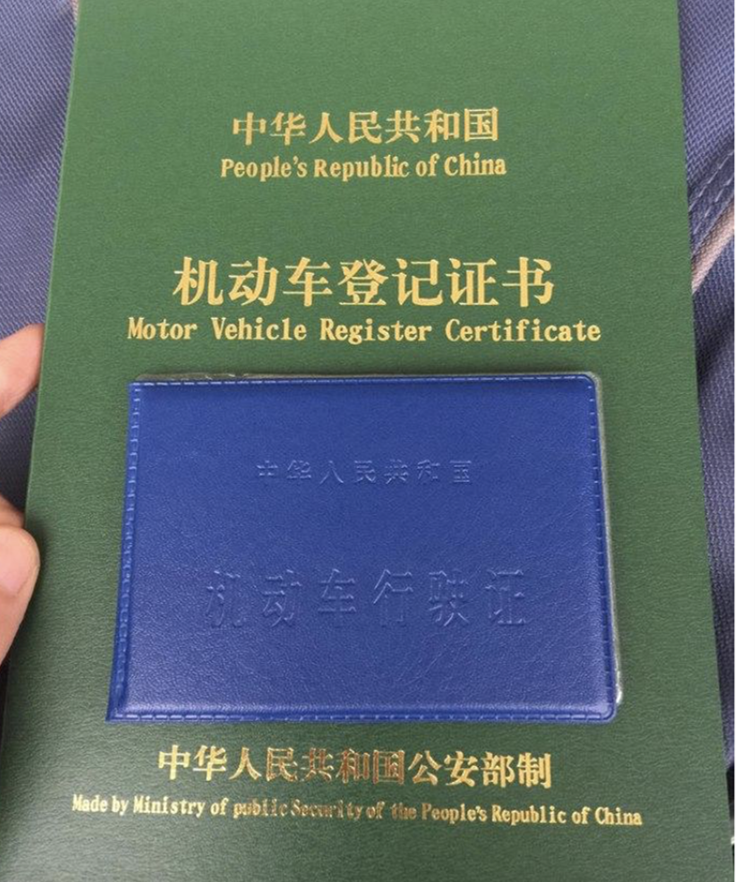 中华人民共和国
People's Republic of China
机动车登记证书
Motor Vehicle Register Certificate
中华人民共和国
机动车行驶证
中华人民共和国公安部制
Made by Ministry of public Security of the People's Republic of China